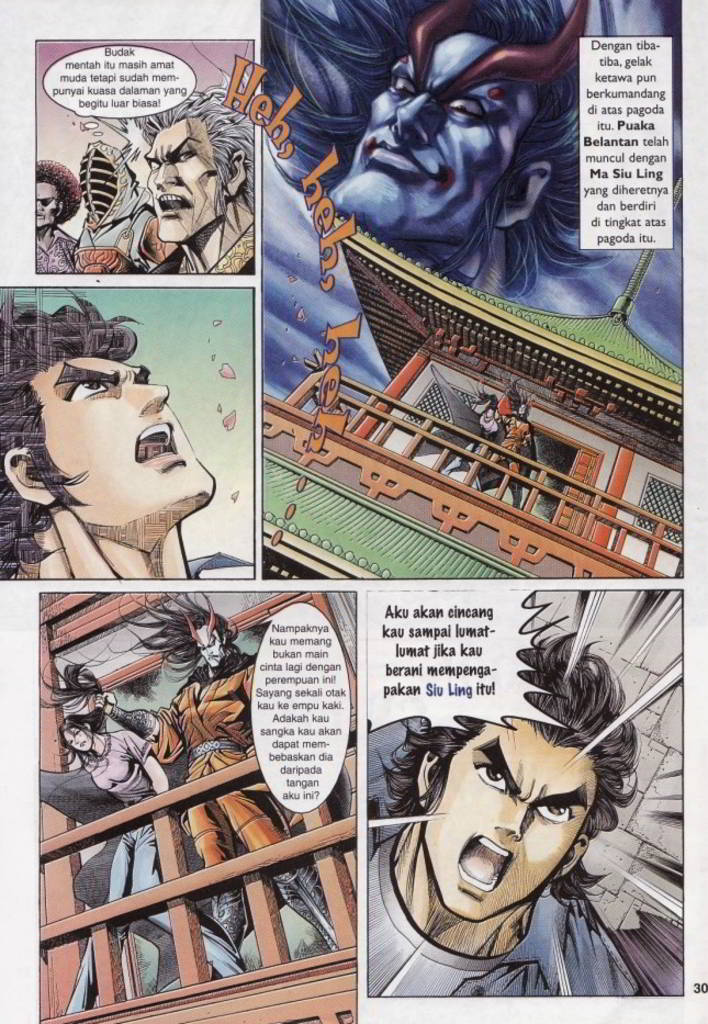 Budak
mentah itu masih amat
muda tetapi sudah mem-
punyai kuasa dalaman yang
begitu luar biasa!
Heh,
heh,
heh,
heh...
Dengan tiba-
tiba, gelak
ketawa pun
berkumandang
di atas pagoda
itu. Puaka
Belantan telah
muncul dengan
Ma Siu Ling
yang diheretnya
dan berdiri
di tingkat atas
pagoda itu.
Nampaknya
kau memang
bukan main
cinta lagi dengan
perempuan ini!
Sayang sekali otak
kau ke empu kaki.
Adakah kau
sangka kau akan
dapat mem-
bebaskan dia
daripada
tangan
aku ini?
Aku akan cincang
kau sampai lumat-
lumat jika kau
berani mempenga-
pakan Siu Ling itu!
30